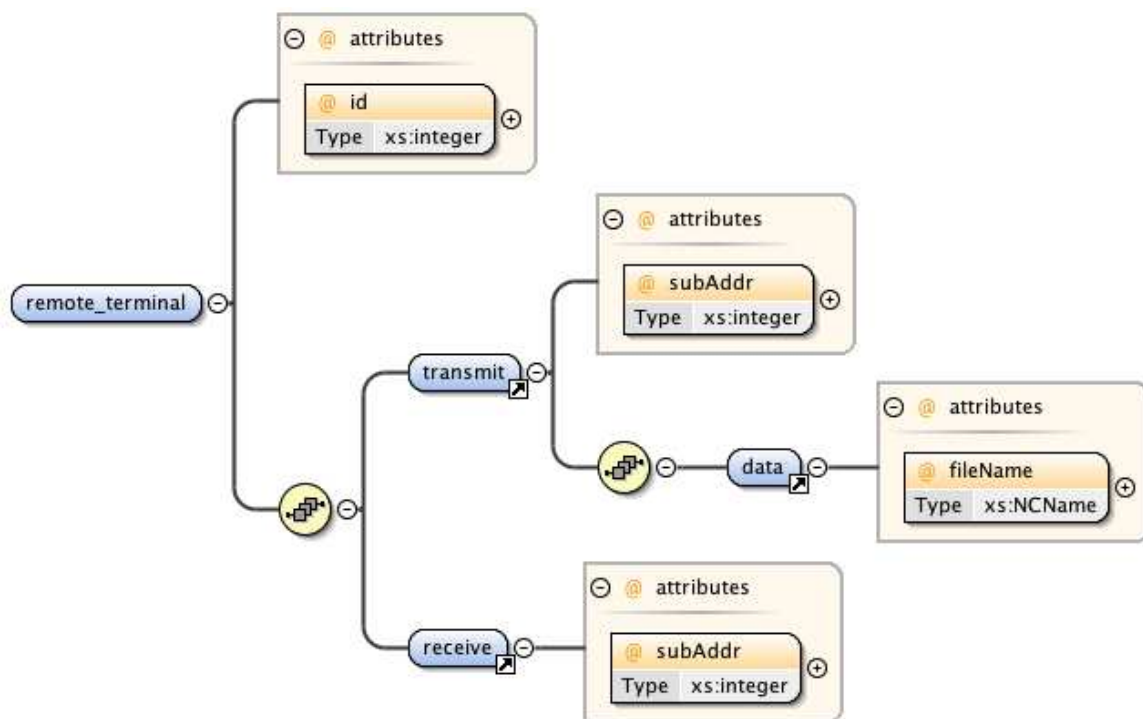 @ attributes
@ id
Type xs:integer
@ attributes
@ subAddr
Type xs:integer
remote_terminal
transmit
@ attributes
@ fileName
Type xs:NCName
data
@ attributes
@ subAddr
Type xs:integer
receive